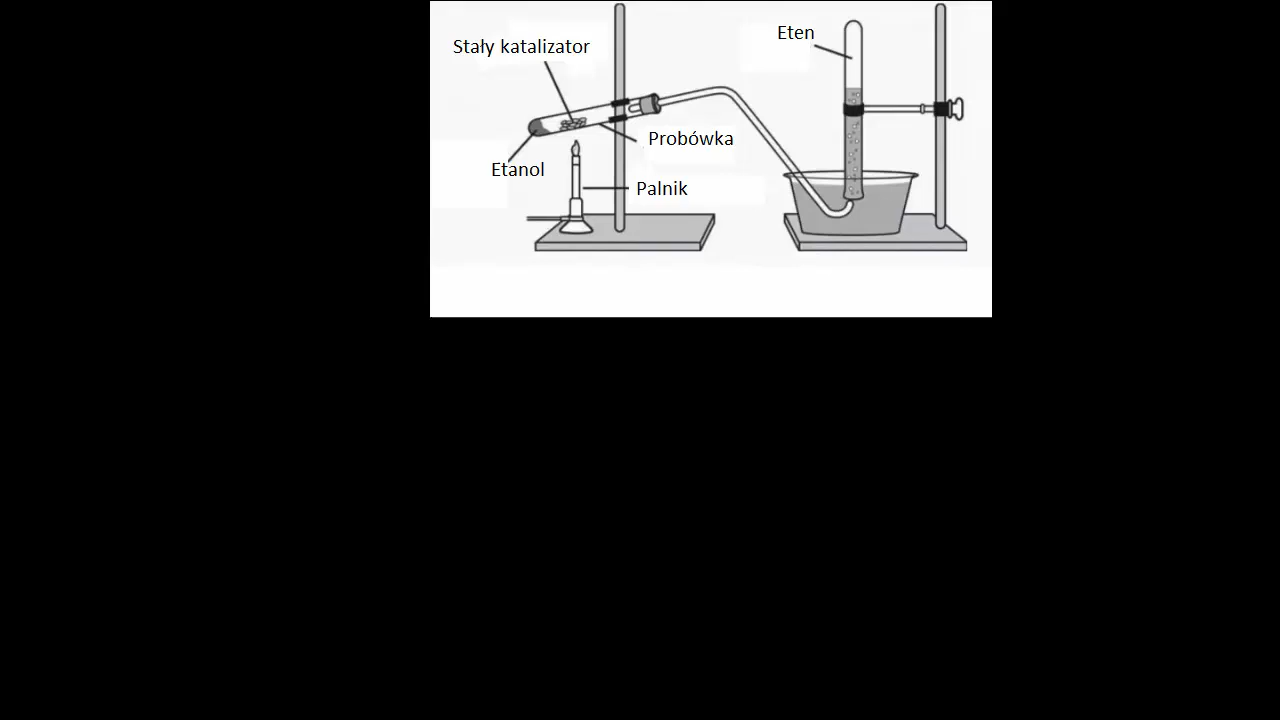 Stały katalizator
Eten
Probówka
Etanol
Palnik